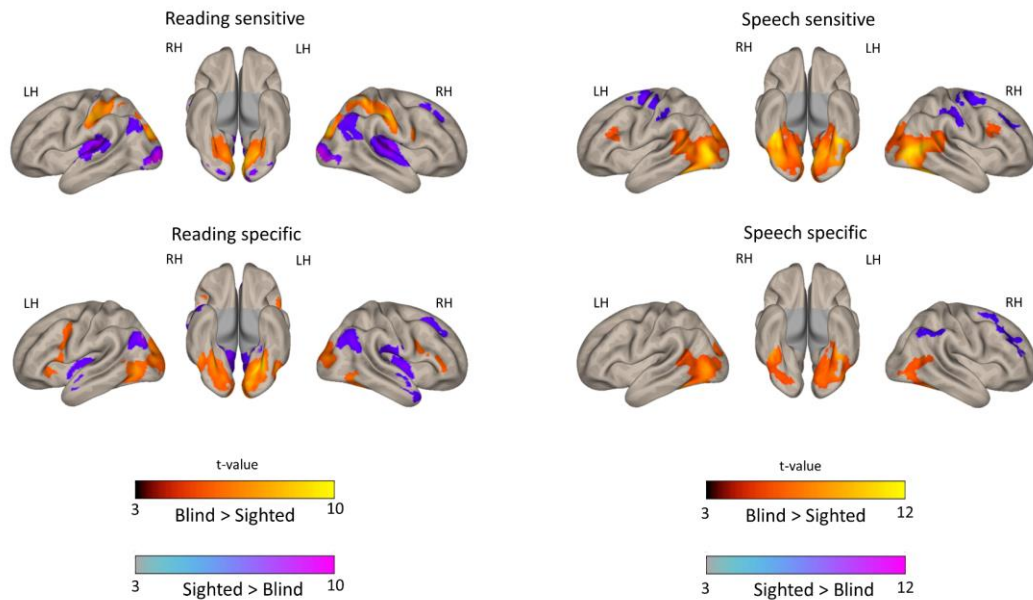 Reading sensitive
RH LH
LH RH
Reading specific
RH LH
LH RH
t-value
3 10
Blind > Sighted
3 10
Sighted > Blind
Speech sensitive
RH LH
LH RH
Speech specific
RH LH
LH RH
t-value
3 12
Blind > Sighted
3 12
Sighted > Blind